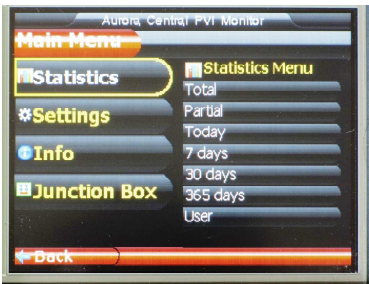 Aurora Central PVI Monitor
Main Menu
Statistics
Settings
Info
Junction Box
Statistics Menu
Total
Partial
Today
7 days
30 days
365 days
User
Back